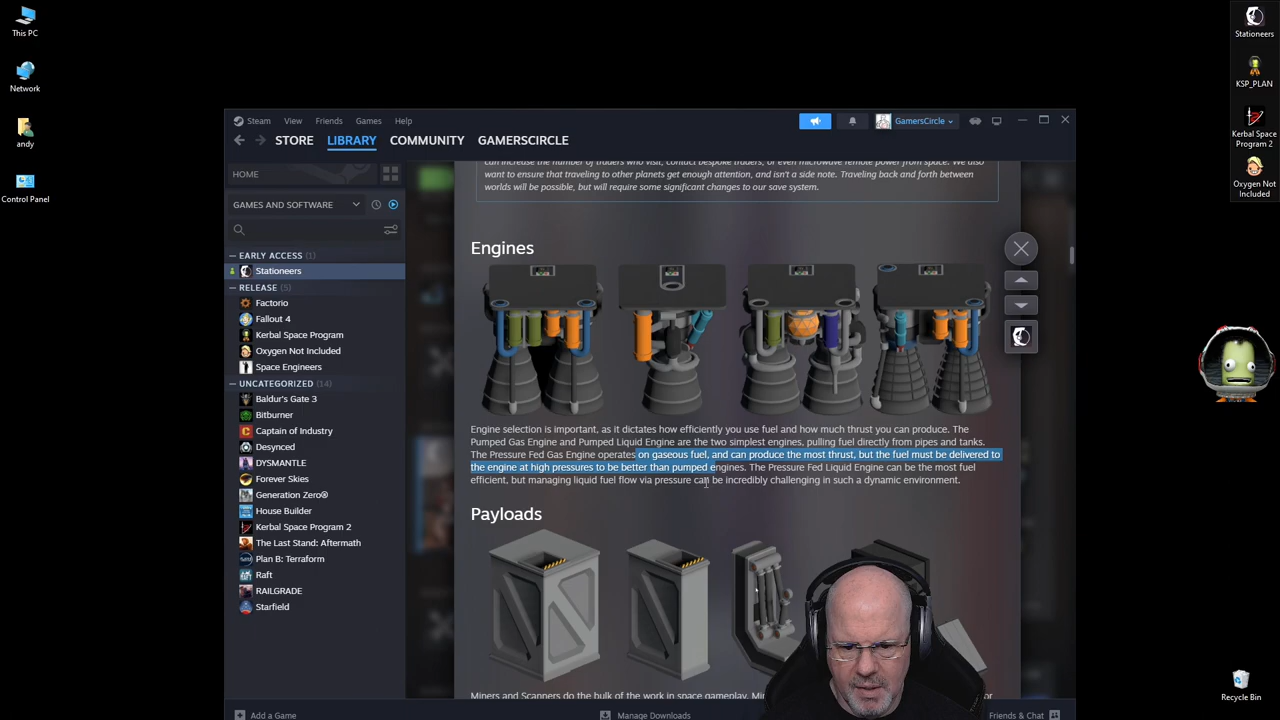 This PC
Network
andy
Control Panel
Stationeers
KSP_PLAN
Kerbal Space
Program 2
Oxygen Not
Included
Recycle Bin
Steam View Friends Games Help
GamersCircle
STORE LIBRARY COMMUNITY GAMERSCIRCLE
HOME
GAMES AND SOFTWARE
EARLY ACCESS (1)
Stationeers
RELEASE (5)
Factorio
Fallout 4
Kerbal Space Program
Oxygen Not Included
Space Engineers
UNCATEGORIZED (14)
Baldur's Gate 3
Bitburner
Captain of Industry
Desynced
DYSMANTLE
Forever Skies
Generation Zero®
House Builder
Kerbal Space Program 2
The Last Stand: Aftermath
Plan B: Terraform
Raft
RAILGRADE
Starfield
can increase the number of traders who visit, contact bespoke traders, or even microwave remote power from space. We also
want to ensure that traveling to other planets get enough attention, and isn't a side note. Traveling back and forth between
worlds will be possible, but will require some significant changes to our save system.
Engines
Engine selection is important, as it dictates how efficiently you use fuel and how much thrust you can produce. The
Pumped Gas Engine and Pumped Liquid Engine are the two simplest engines, pulling fuel directly from pipes and tanks.
The Pressure Fed Gas Engine operates on gaseous fuel, and can produce the most thrust, but the fuel must be delivered to
the engine at high pressures to be better than pumped engines. The Pressure Fed Liquid Engine can be the most fuel
efficient, but managing liquid fuel flow via pressure can be incredibly challenging in such a dynamic environment.
Payloads
Miners and Scanners do the bulk of the work in space gameplay.
Add a Game
Manage Downloads
Friends & Chat